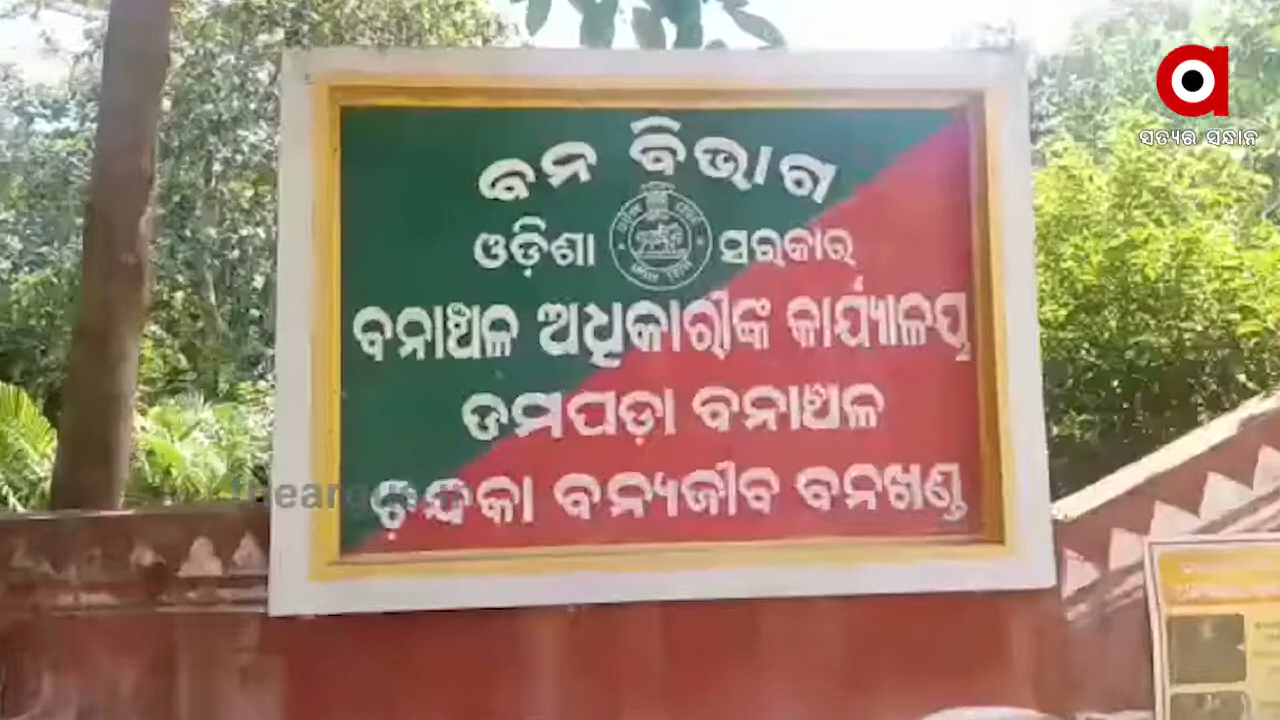 ସତ୍ୟର ସନ୍ଧାନ
ବନ ବିଭାଗ
ଓଡ଼ିଶା ସରକାର
ବନାଞ୍ଚଳ ଅଧିକାରୀଙ୍କ କାର୍ଯ୍ୟାଳୟ
ଡମପଡ଼ା ବନାଞ୍ଚଳ
ଚନ୍ଦକା ବନ୍ୟଜୀବ ବନଖଣ୍ଡ